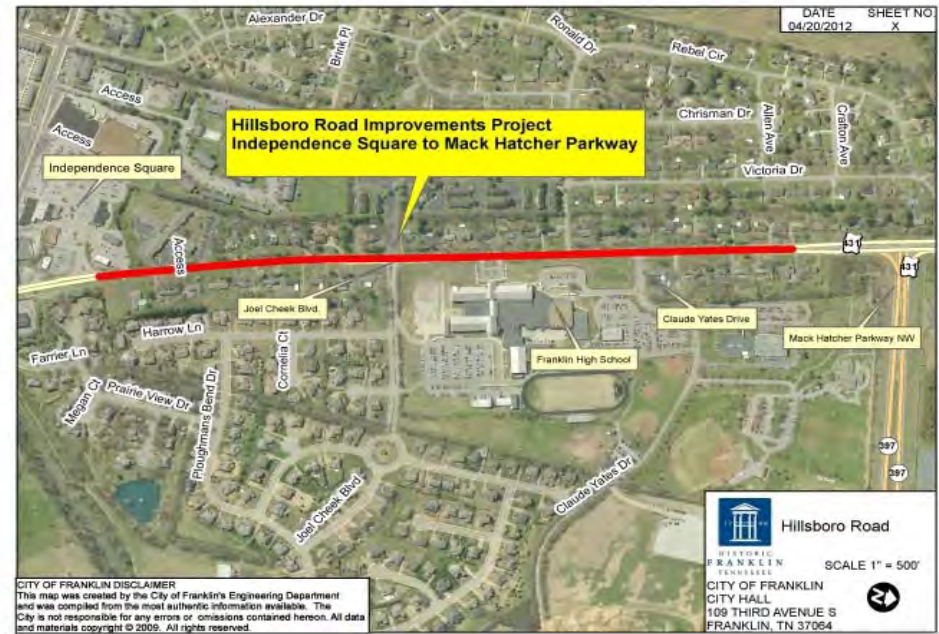 DATE SHEET NO.
04/20/2012 X
Alexander Dr
Brink Pl
Ronald Dr
Rebel Cir
Access
Access
Chrisman Dr
Allen Ave
Crafton Ave
Victoria Dr
Hillsboro Road Improvements Project
Independence Square to Mack Hatcher Parkway
Independence Square
Access
431
431
Joel Cheek Blvd.
Claude Yates Drive
Mack Hatcher Parkway NW
Franklin High School
Harrow Ln
Farrier Ln
Cornelia Ct
Megan Ct
Prairie View Dr
Ploughmans Bend Dr
Joel Cheek Blvd
Claude Yates Dr
397
397
HISTORIC
FRANKLIN
TENNESSEE
Hillsboro Road
SCALE 1" = 500'
CITY OF FRANKLIN
CITY HALL
109 THIRD AVENUE S
FRANKLIN, TN 37064
N
CITY OF FRANKLIN DISCLAIMER
This map was created by the City of Franklin's Engineering Department
and was compiled from the most authentic information available. The
City is not responsible for any errors or omissions contained hereon. All data
and materials copyright © 2009. All rights reserved.